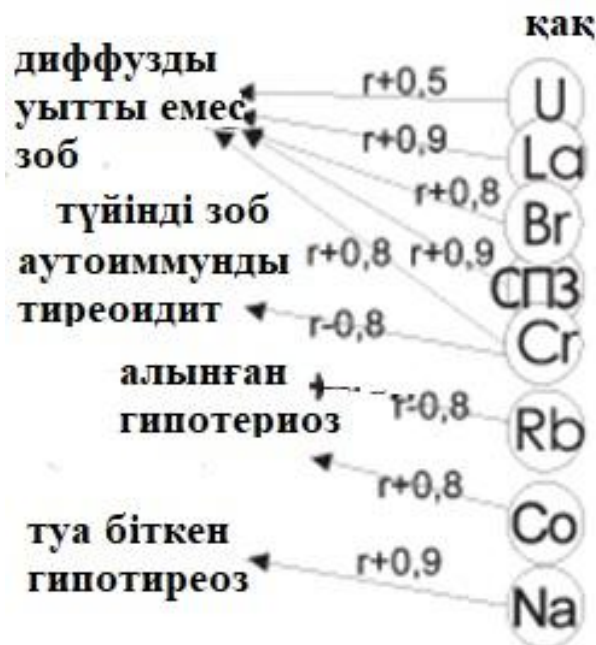 қақ
диффузды
уытты емес
зоб
түйінді зоб
аутоиммунды
тиреоидит
алынған
гипотериоз
туа біткен
гипотиреоз
r+0,5
r+0,9
r+0,8
r+0,8
r+0,9
r-0,8
r-0,8
r+0,8
r+0,9
U
La
Br
СПЗ
Cr
Rb
Co
Na